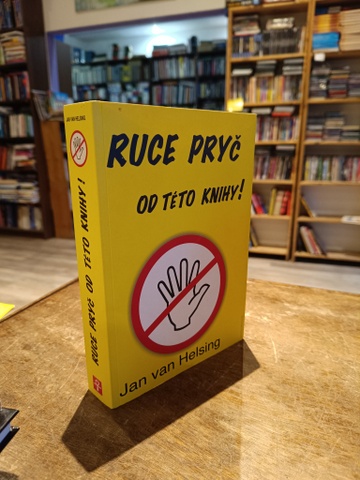 JAN VAN HELSING
RUCE PRYČ OD TÉTO KNIHY!
RUCE PRYČ
OD TÉTO KNIHY!
Jan van Helsing